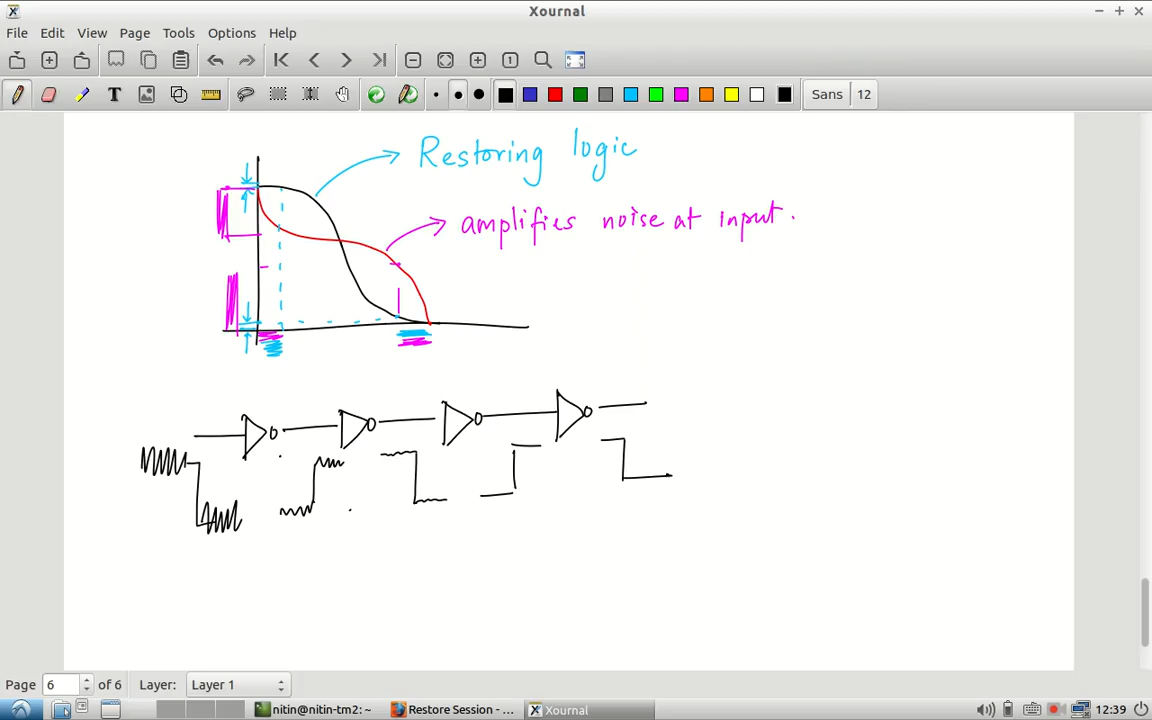 Xournal
File Edit View Page Tools Options Help
Sans 12
Restoring logic
amplifies noise at input.
Page 6 of 6 Layer: Layer 1
nitin@nitin-tm2: ~ Restore Session - ... Xournal 12:39